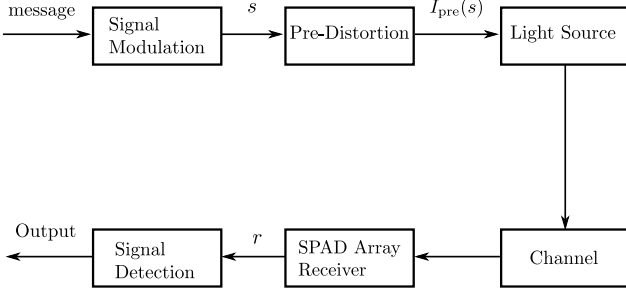 message
Signal
Modulation
s
Pre-Distortion
I_pre(s)
Light Source
Channel
SPAD Array
Receiver
r
Signal
Detection
Output